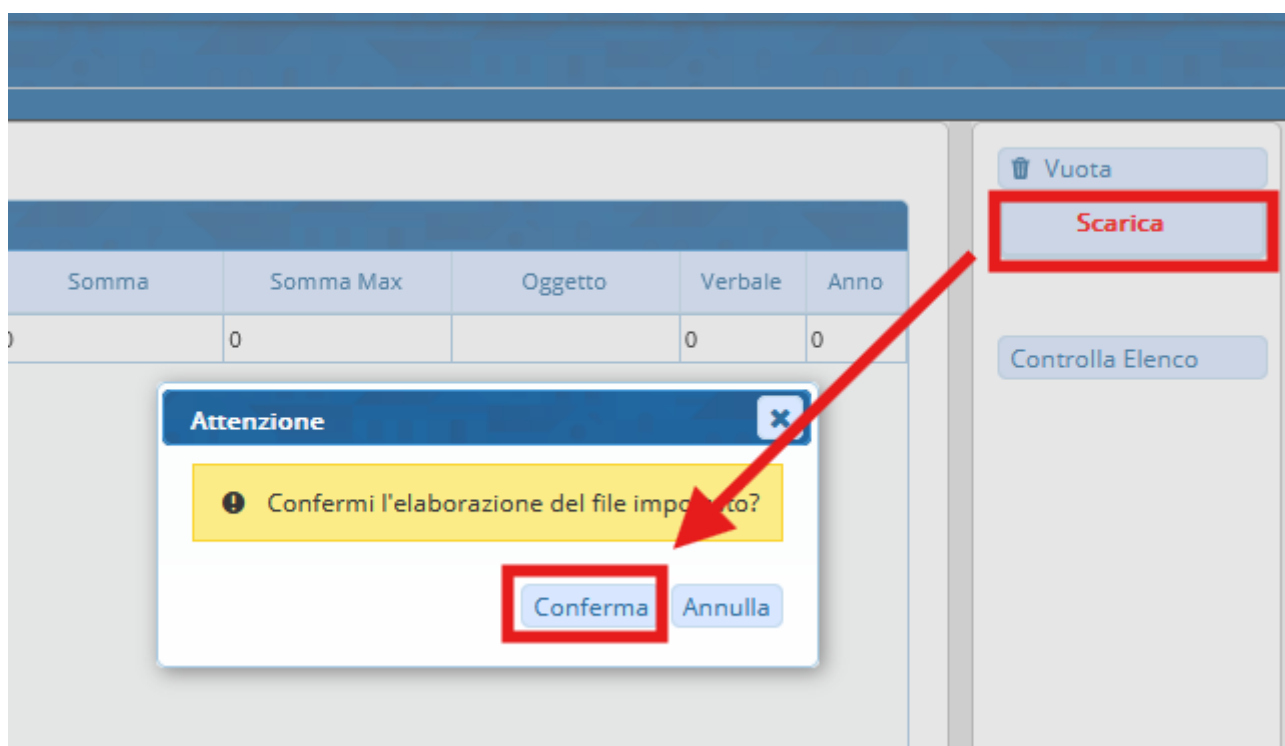 Vuota
Scarica
Somma Somma Max Oggetto Verbale Anno
0 0 0
Controlla Elenco
Attenzione
Confermi l'elaborazione del file
Conferma Annulla